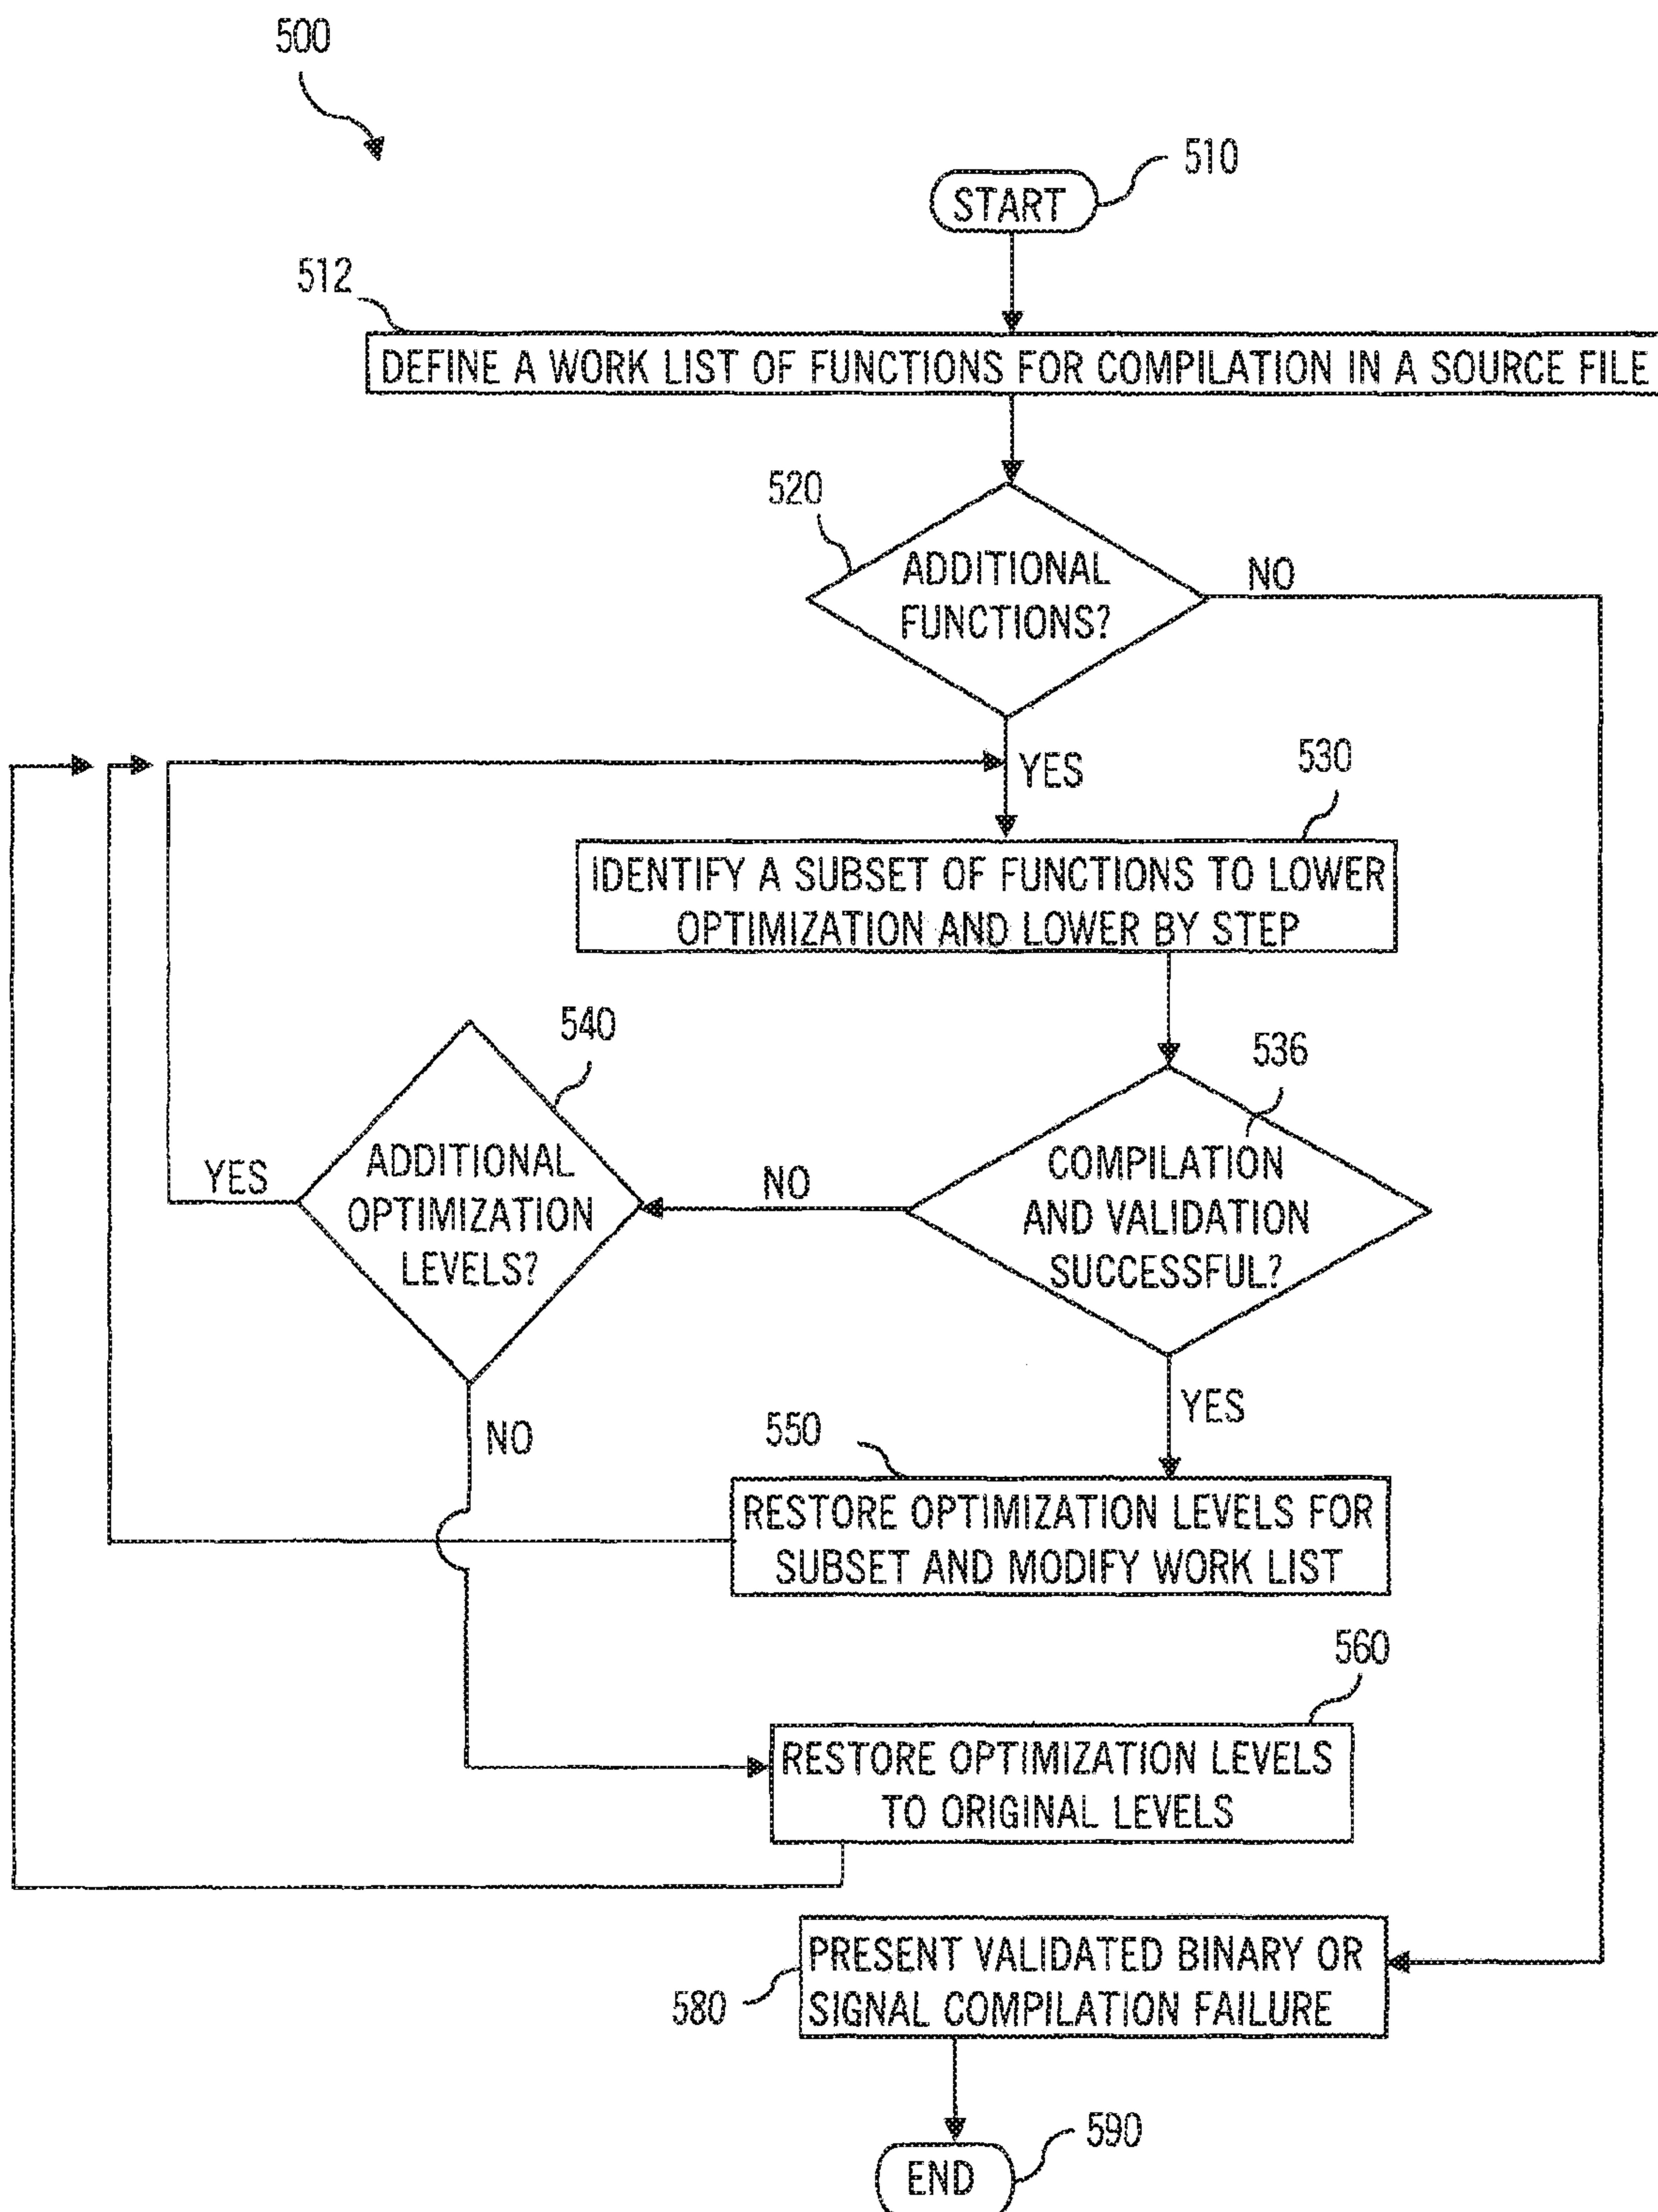 500
510
START
512
DEFINE A WORK LIST OF FUNCTIONS FOR COMPILATION IN A SOURCE FILE
520
ADDITIONAL
FUNCTIONS?
NO
YES
530
IDENTIFY A SUBSET OF FUNCTIONS TO LOWER
OPTIMIZATION AND LOWER BY STEP
540
536
ADDITIONAL
OPTIMIZATION
LEVELS?
YES
NO
COMPILATION
AND VALIDATION
SUCCESSFUL?
NO
YES
550
RESTORE OPTIMIZATION LEVELS FOR
SUBSET AND MODIFY WORK LIST
560
RESTORE OPTIMIZATION LEVELS
TO ORIGINAL LEVELS
PRESENT VALIDATED BINARY OR
SIGNAL COMPILATION FAILURE
580
590
END